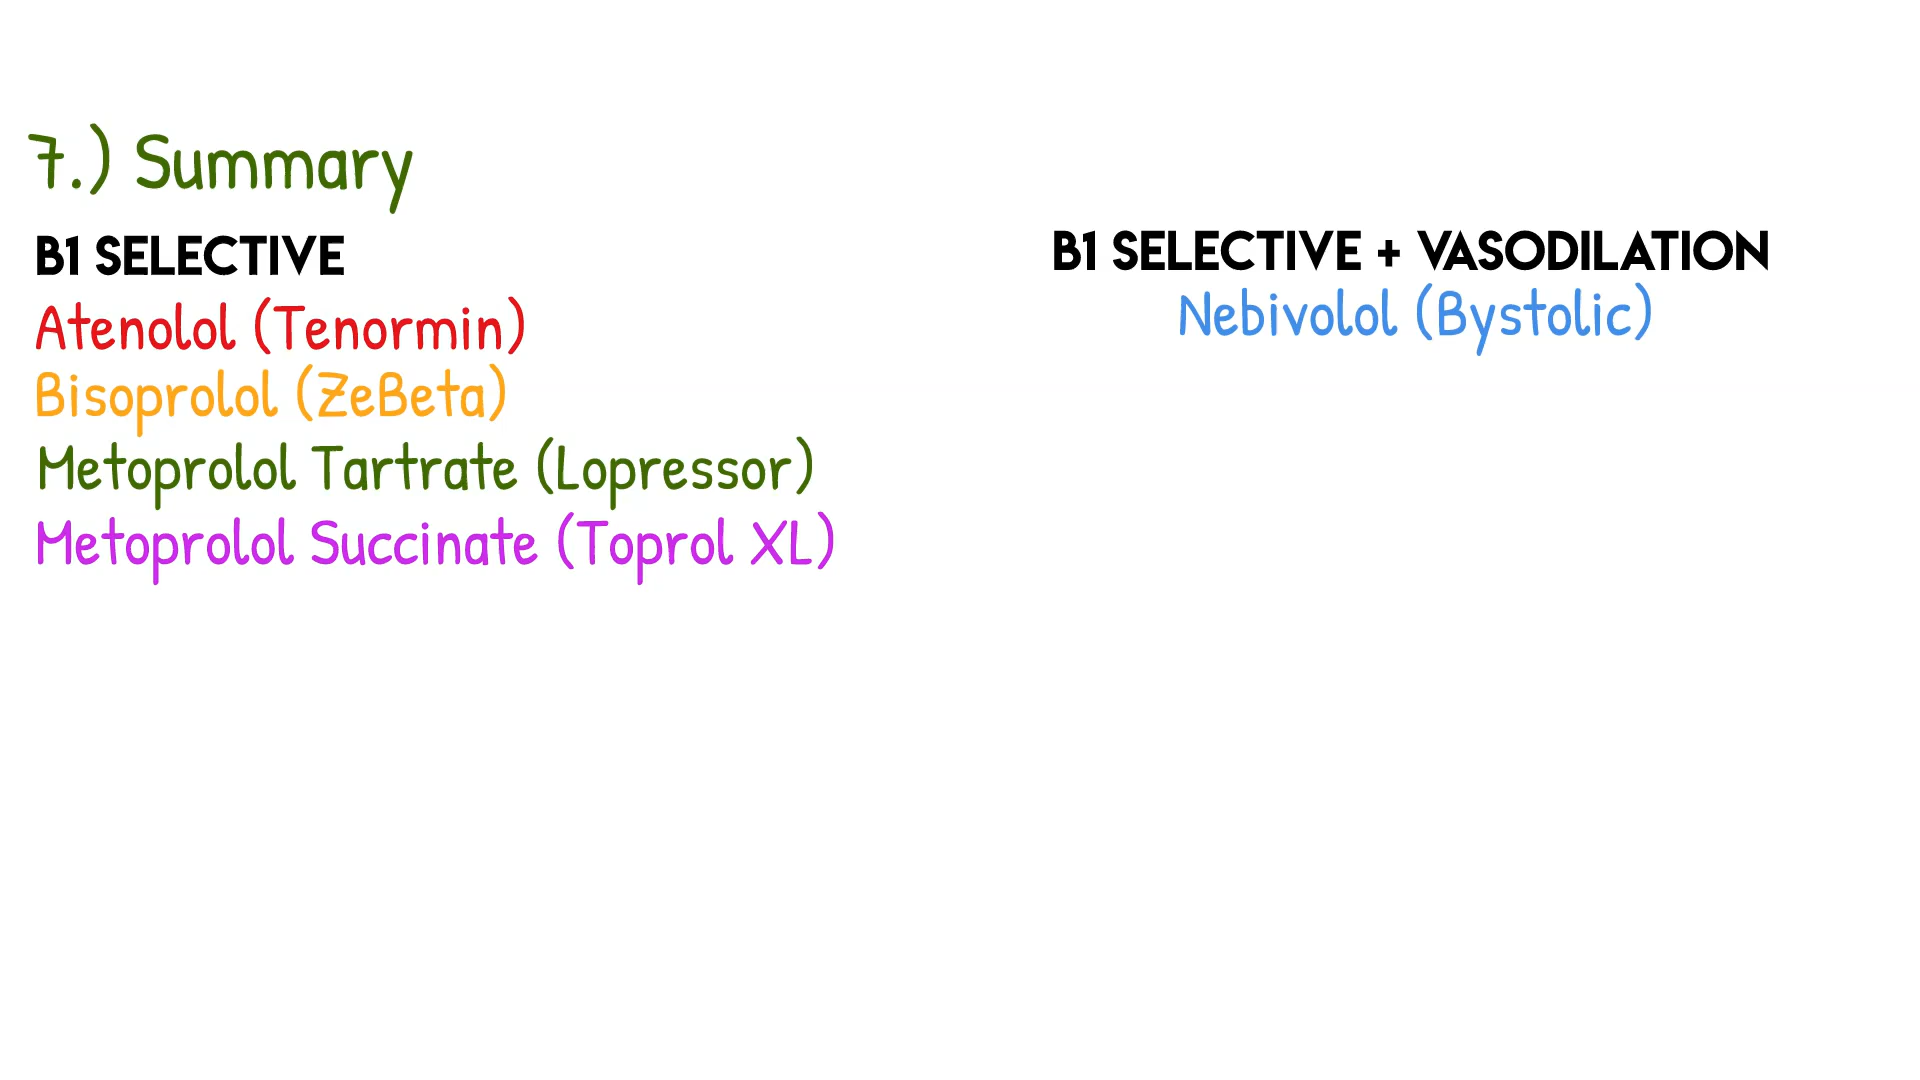 7.) Summary
B1 SELECTIVE
Atenolol (Tenormin)
Bisoprolol (ZeBeta)
Metoprolol Tartrate (Lopressor)
Metoprolol Succinate (Toprol XL)
B1 SELECTIVE + VASODILATION
Nebivolol (Bystolic)